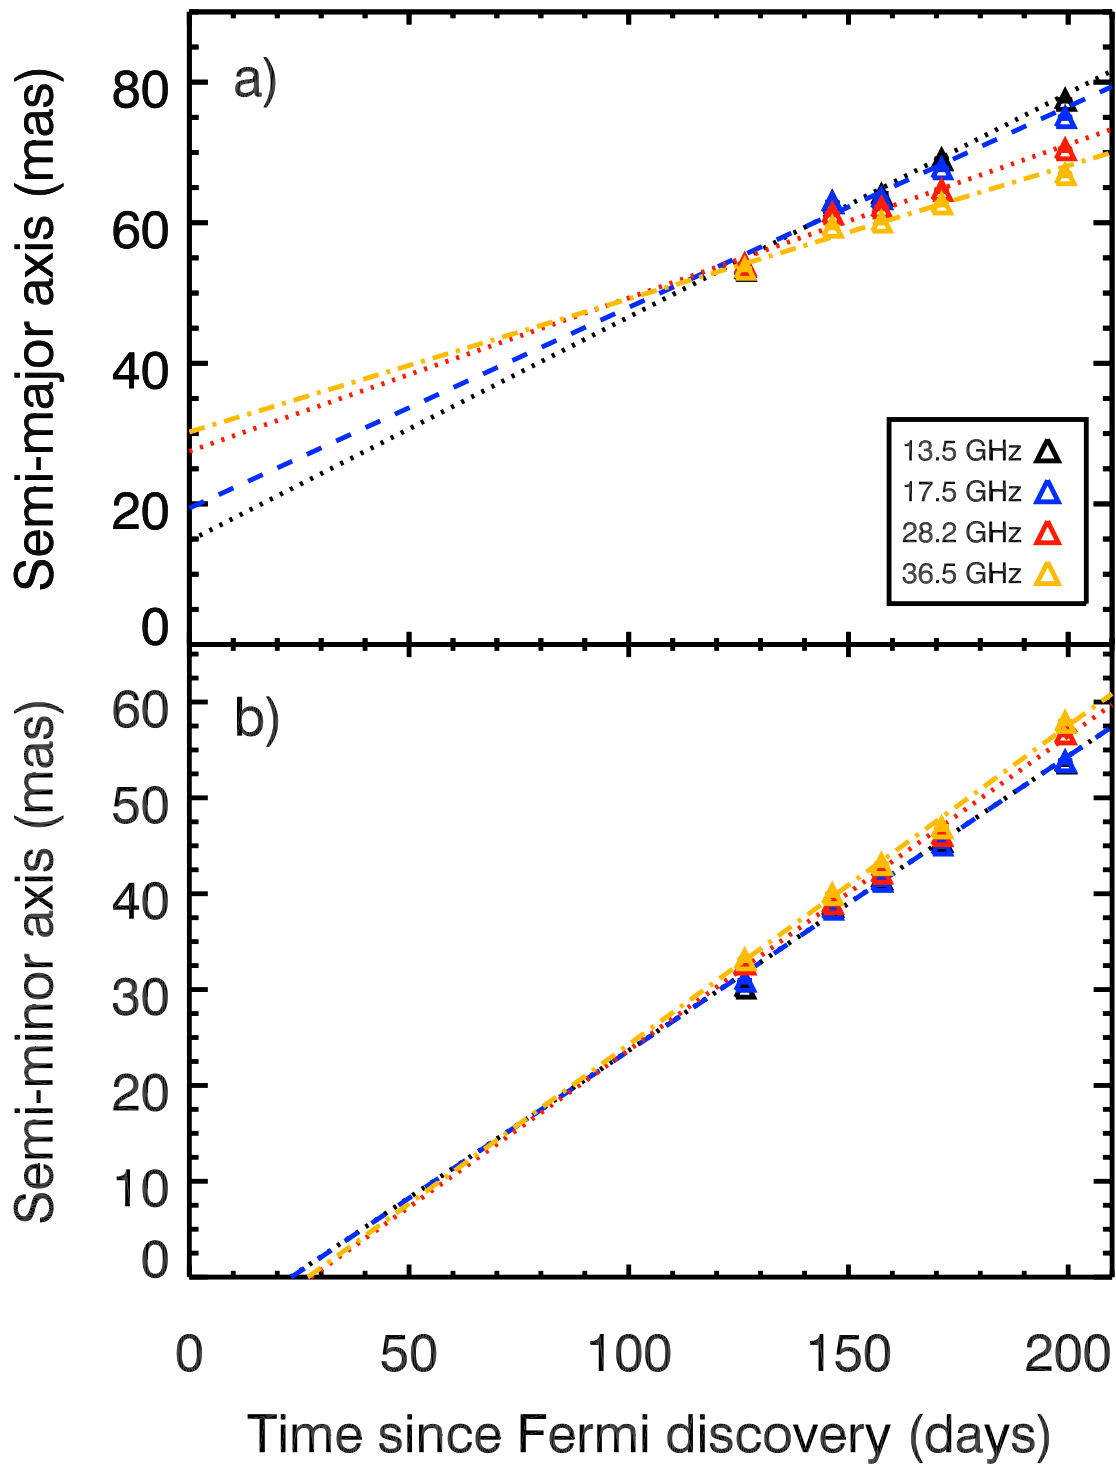 a)
Semi-major axis (mas)
80
60
40
20
0
13.5 GHz
17.5 GHz
28.2 GHz
36.5 GHz
b)
Semi-minor axis (mas)
60
50
40
30
20
10
0
0 50 100 150 200
Time since Fermi discovery (days)